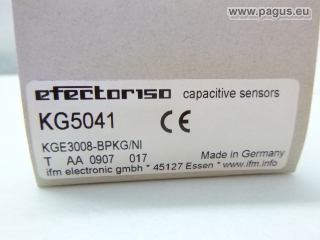 www.pagus.eu
efector150 capacitive sensors
KG5041 CE
KGE3008-BPKG/NI
T AA 0907 017 Made in Germany
ifm electronic gmbh * 45127 Essen * www.ifm.info